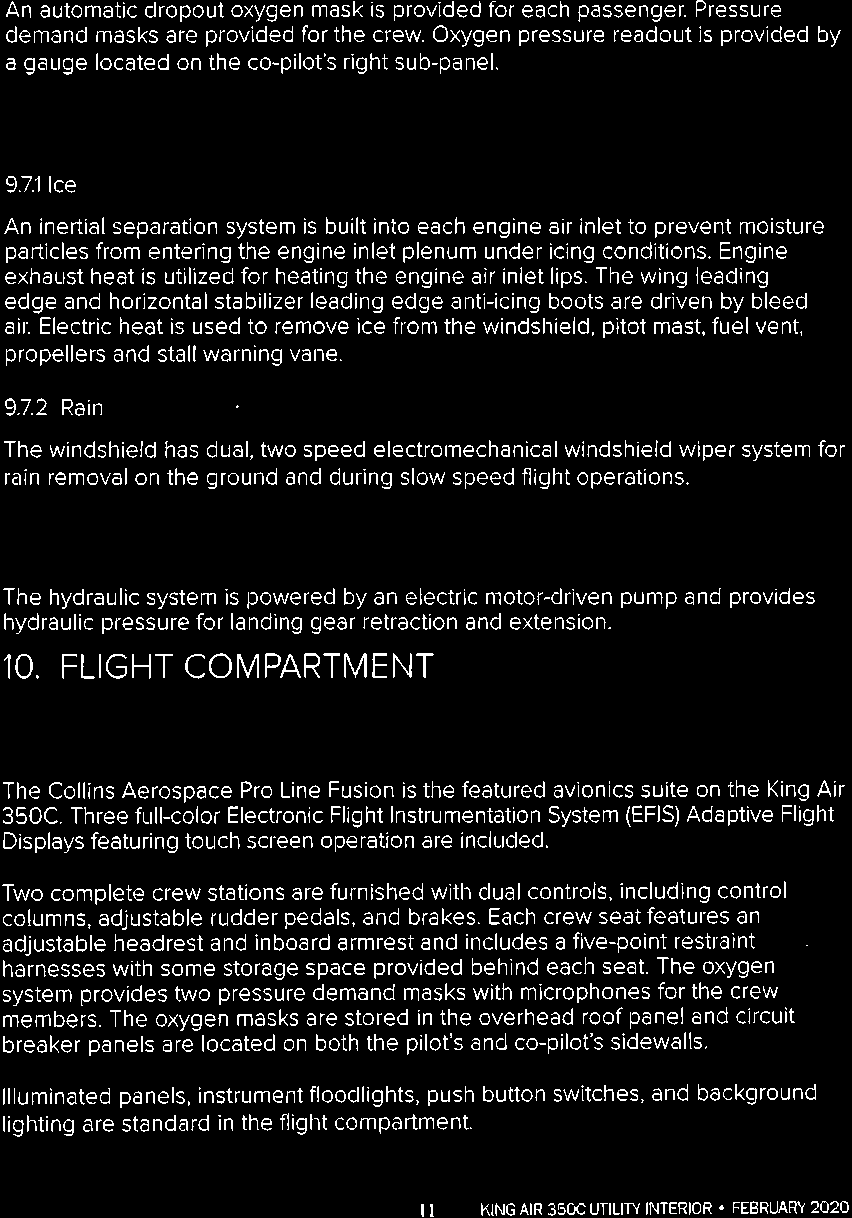 An automatic dropout oxygen mask is provided for each passenger. Pressure
demand masks are provided for the crew. Oxygen pressure readout is provided by
a gauge located on the co-pilot's right sub-panel.
9.7.1 Ice
An inertial separation system is built into each engine air inlet to prevent moisture
particles from entering the engine inlet plenum under icing conditions. Engine
exhaust heat is utilized for heating the engine air inlet lips. The wing leading
edge and horizontal stabilizer leading edge anti-icing boots are driven by bleed
air. Electric heat is used to remove ice from the windshield, pitot mast, fuel vent,
propellers and stall warning vane.
9.7.2 Rain
The windshield has dual, two speed electromechanical windshield wiper system for
rain removal on the ground and during slow speed flight operations.
The hydraulic system is powered by an electric motor-driven pump and provides
hydraulic pressure for landing gear retraction and extension.
10. FLIGHT COMPARTMENT
The Collins Aerospace Pro Line Fusion is the featured avionics suite on the King Air
350C. Three full-color Electronic Flight Instrumentation System (EFIS) Adaptive Flight
Displays featuring touch screen operation are included.
Two complete crew stations are furnished with dual controls, including control
columns, adjustable rudder pedals, and brakes. Each crew seat features an
adjustable headrest and inboard armrest and includes a five-point restraint
harnesses with some storage space provided behind each seat. The oxygen
system provides two pressure demand masks with microphones for the crew
members. The oxygen masks are stored in the overhead roof panel and circuit
breaker panels are located on both the pilot's and co-pilot's sidewalls.
Illuminated panels, instrument floodlights, push button switches, and background
lighting are standard in the flight compartment.
11 KING AIR 350C UTILITY INTERIOR • FEBRUARY 2020